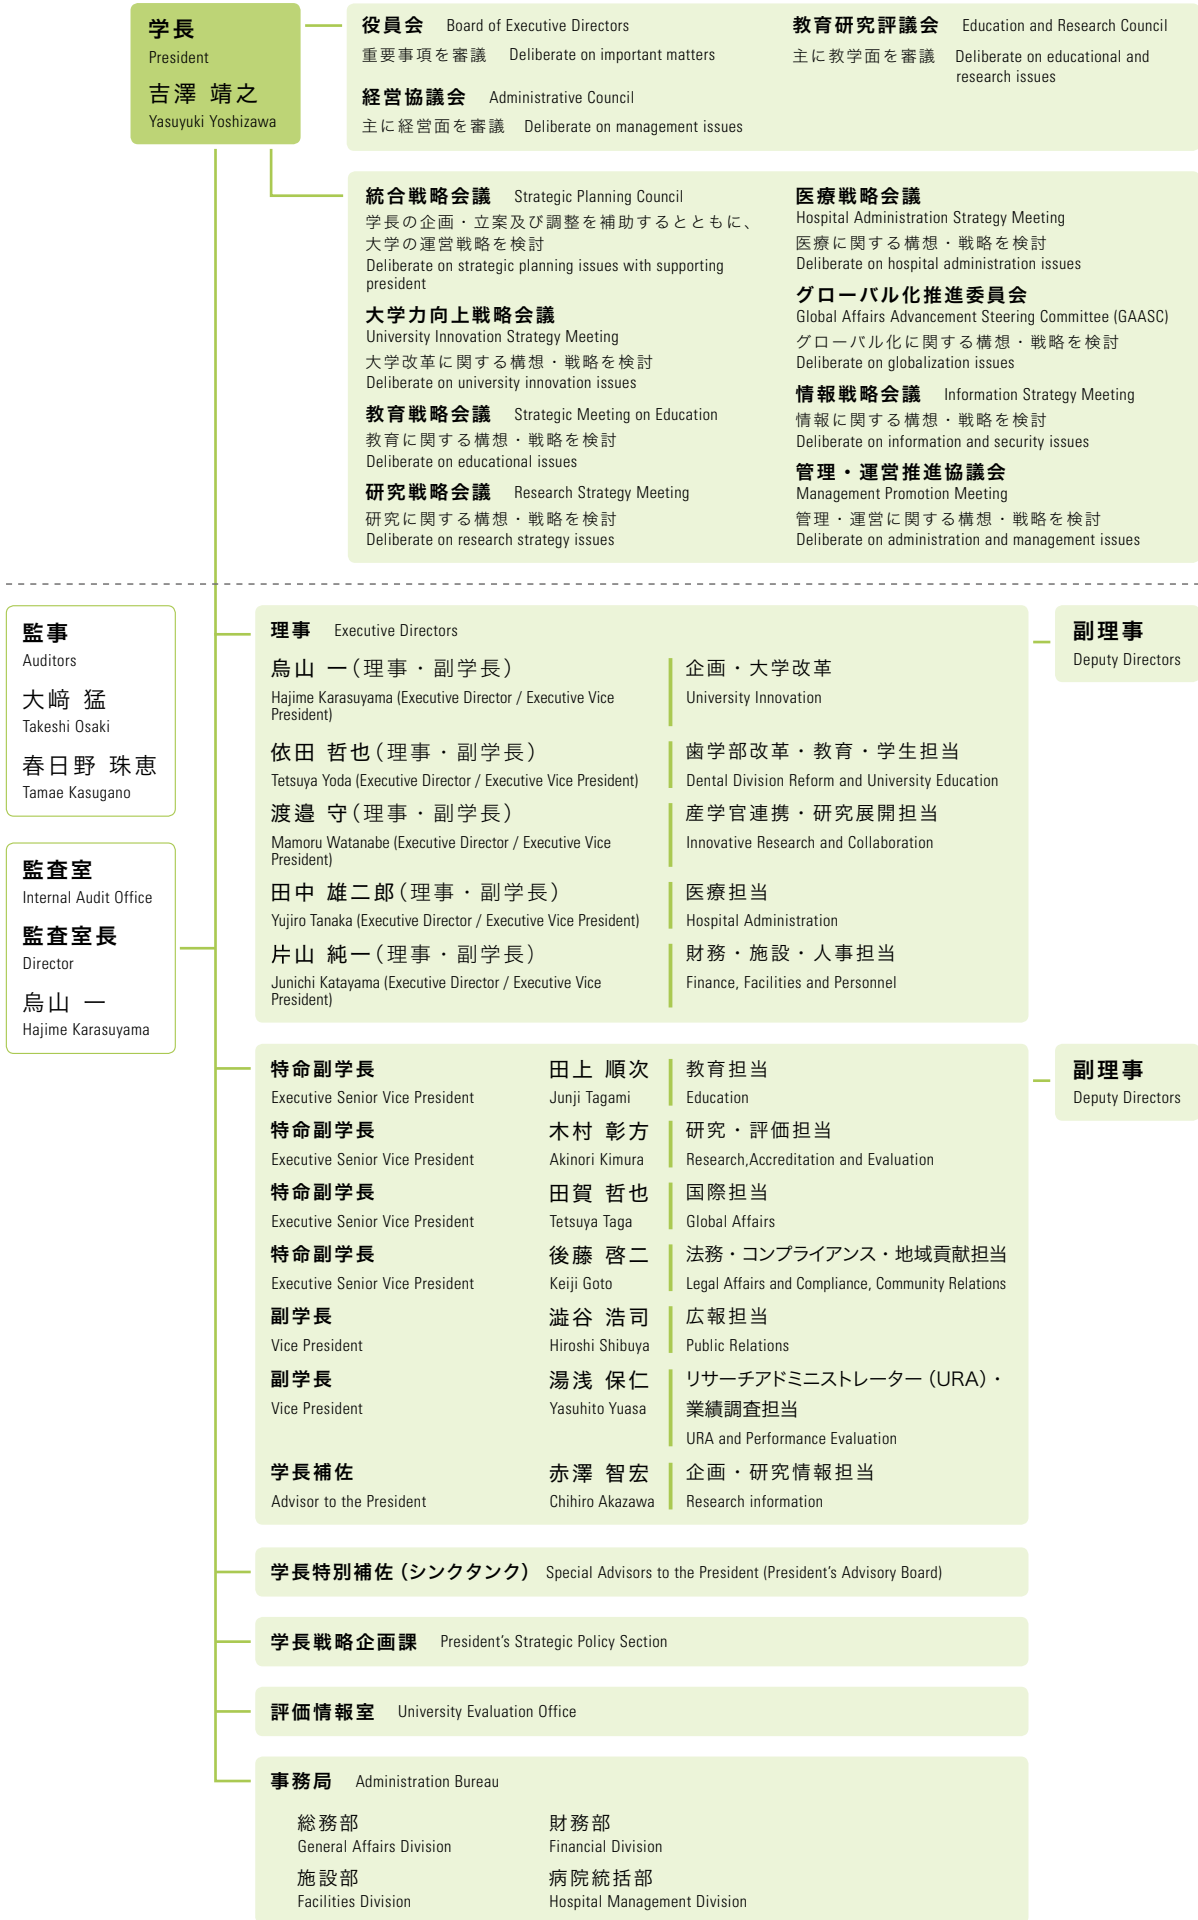 学長
President
吉澤 靖之
Yasuyuki Yoshizawa
役員会 Board of Executive Directors
重要事項を審議 Deliberate on important matters
経営協議会 Administrative Council
主に経営面を審議 Deliberate on management issues
教育研究評議会 Education and Research Council
主に教学面を審議 Deliberate on educational and
research issues
統合戦略会議 Strategic Planning Council
学長の企画・立案及び調整を補助するとともに、
大学の運営戦略を検討
Deliberate on strategic planning issues with supporting
president
大学力向上戦略会議
University Innovation Strategy Meeting
大学改革に関する構想・戦略を検討
Deliberate on university innovation issues
教育戦略会議 Strategic Meeting on Education
教育に関する構想・戦略を検討
Deliberate on educational issues
研究戦略会議 Research Strategy Meeting
研究に関する構想・戦略を検討
Deliberate on research strategy issues
医療戦略会議
Hospital Administration Strategy Meeting
医療に関する構想・戦略を検討
Deliberate on hospital administration issues
グローバル化推進委員会
Global Affairs Advancement Steering Committee (GAASC)
グローバル化に関する構想・戦略を検討
Deliberate on globalization issues
情報戦略会議 Information Strategy Meeting
情報に関する構想・戦略を検討
Deliberate on information and security issues
管理・運営推進協議会
Management Promotion Meeting
管理・運営に関する構想・戦略を検討
Deliberate on administration and management issues
監事
Auditors
大﨑 猛
Takeshi Osaki
春日野 珠恵
Tamae Kasugano
監査室
Internal Audit Office
監査室長
Director
烏山 一
Hajime Karasuyama
理事 Executive Directors
烏山 一（理事・副学長） 企画・大学改革
Hajime Karasuyama (Executive Director / Executive Vice University Innovation
President)
依田 哲也（理事・副学長） 歯学部改革・教育・学生担当
Tetsuya Yoda (Executive Director / Executive Vice President) Dental Division Reform and University Education
渡邉 守（理事・副学長） 産学官連携・研究展開担当
Mamoru Watanabe (Executive Director / Executive Vice Innovative Research and Collaboration
President)
田中 雄二郎（理事・副学長） 医療担当
Yujiro Tanaka (Executive Director / Executive Vice President) Hospital Administration
片山 純一（理事・副学長） 財務・施設・人事担当
Junichi Katayama (Executive Director / Executive Vice Finance, Facilities and Personnel
President)
副理事
Deputy Directors
特命副学長 田上 順次 教育担当
Executive Senior Vice President Junji Tagami Education
特命副学長 木村 彰方 研究・評価担当
Executive Senior Vice President Akinori Kimura Research,Accreditation and Evaluation
特命副学長 田賀 哲也 国際担当
Executive Senior Vice President Tetsuya Taga Global Affairs
特命副学長 後藤 啓二 法務・コンプライアンス・地域貢献担当
Executive Senior Vice President Keiji Goto Legal Affairs and Compliance, Community Relations
副学長 澁谷 浩司 広報担当
Vice President Hiroshi Shibuya Public Relations
副学長 湯浅 保仁 リサーチアドミニストレーター（URA）・
Vice President Yasuhito Yuasa 業績調査担当
URA and Performance Evaluation
学長補佐 赤澤 智宏 企画・研究情報担当
Advisor to the President Chihiro Akazawa Research information
副理事
Deputy Directors
学長特別補佐（シンクタンク） Special Advisors to the President (President's Advisory Board)
学長戦略企画課 President's Strategic Policy Section
評価情報室 University Evaluation Office
事務局 Administration Bureau
総務部 財務部
General Affairs Division Financial Division
施設部 病院統括部
Facilities Division Hospital Management Division